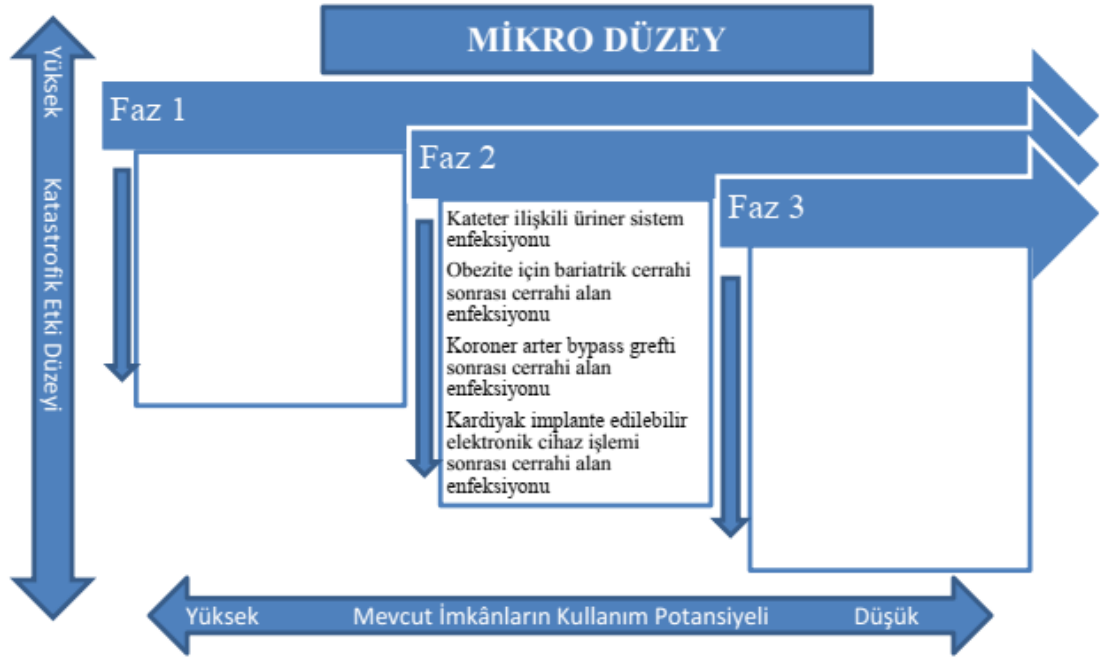 MİKRO DÜZEY
Yüksek
Katastrofik Etki Düzeyi
Faz 1
Faz 2
Kateter ilişkili üriner sistem
enfeksiyonu
Obezite için bariatrik cerrahi
sonrası cerrahi alan
enfeksiyonu
Koroner arter bypass grefti
sonrası cerrahi alan
enfeksiyonu
Kardiyak implante edilebilir
elektronik cihaz işlemi
sonrası cerrahi alan
enfeksiyonu
Faz 3
Yüksek Mevcut İmkânların Kullanım Potansiyeli Düşük